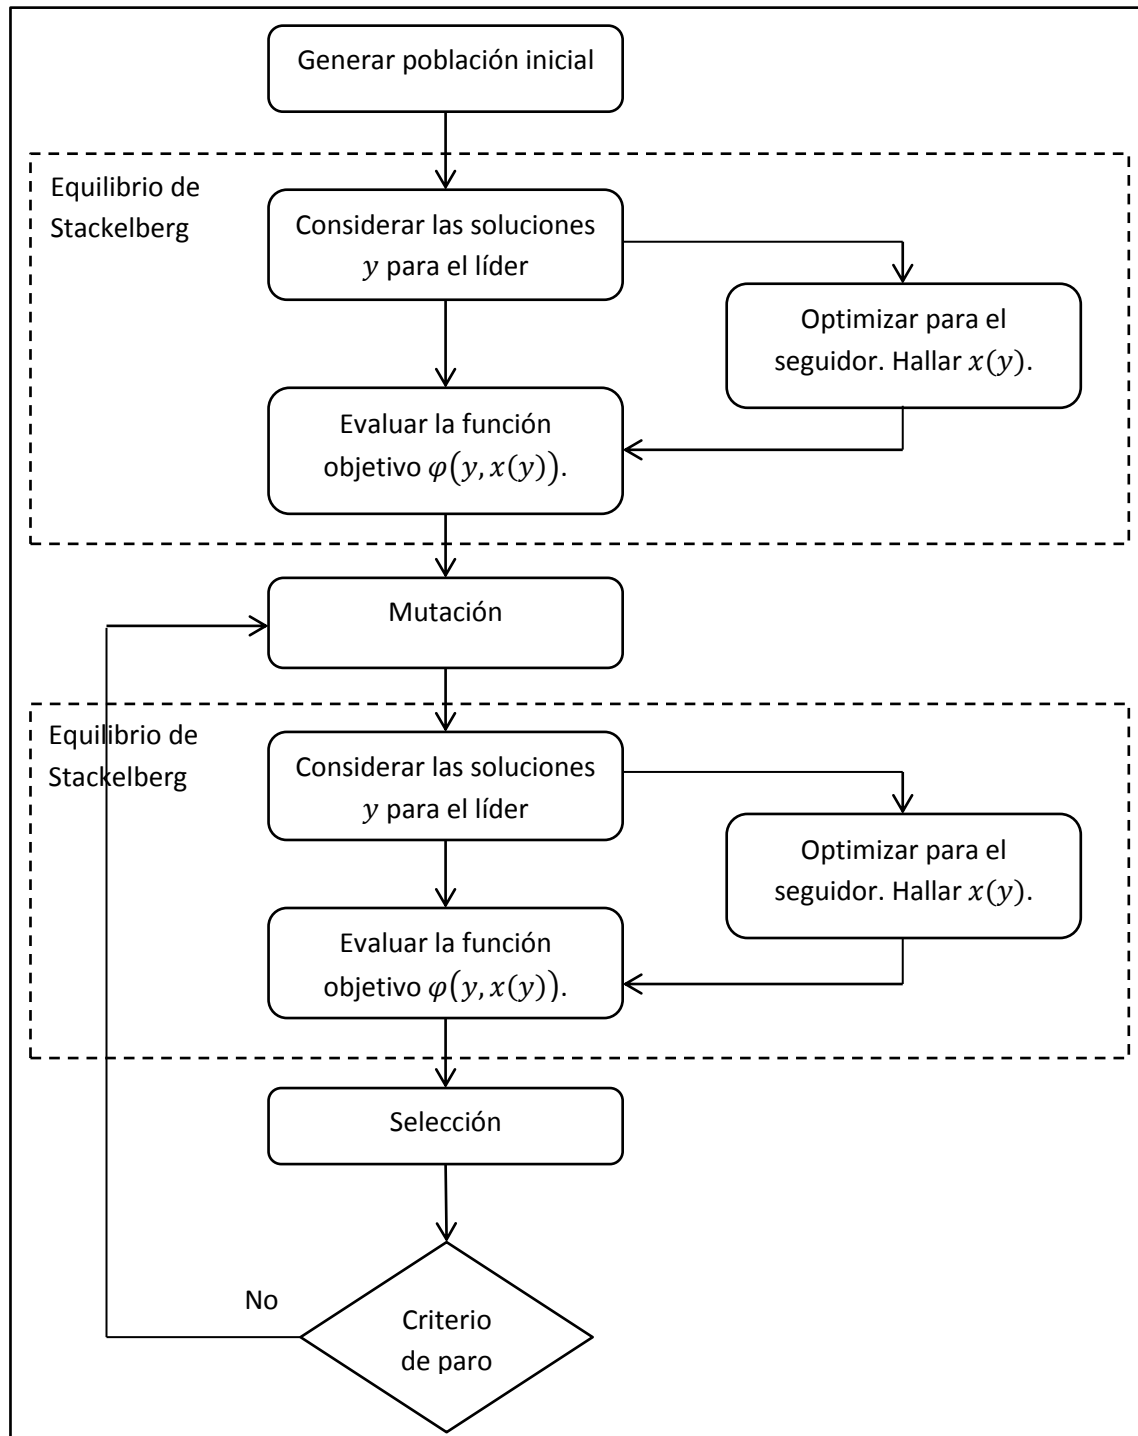 Generar población inicial
Equilibrio de
Stackelberg
Considerar las soluciones
y para el líder
Optimizar para el
seguidor. Hallar x(y).
Evaluar la función
objetivo φ(y, x(y)).
Mutación
Equilibrio de
Stackelberg
Considerar las soluciones
y para el líder
Optimizar para el
seguidor. Hallar x(y).
Evaluar la función
objetivo φ(y, x(y)).
Selección
No
Criterio
de paro